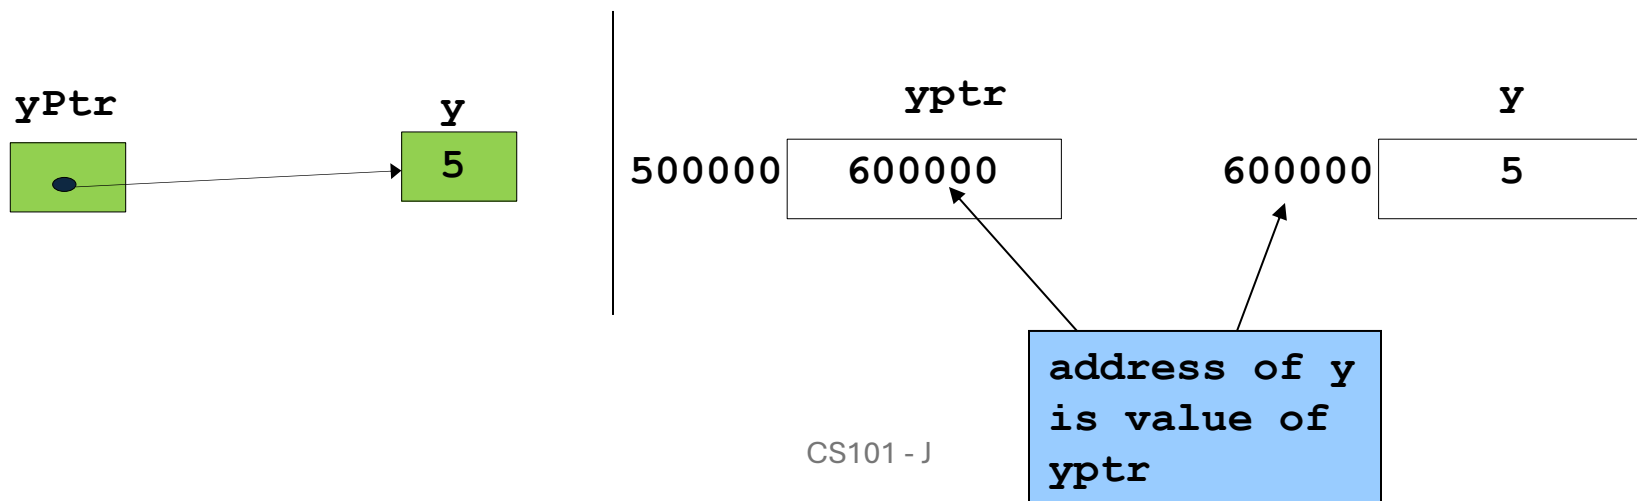 yPtr
y
5
yptr
y
500000
600000
600000
5
address of y
is value of
yptr
CS101 - J